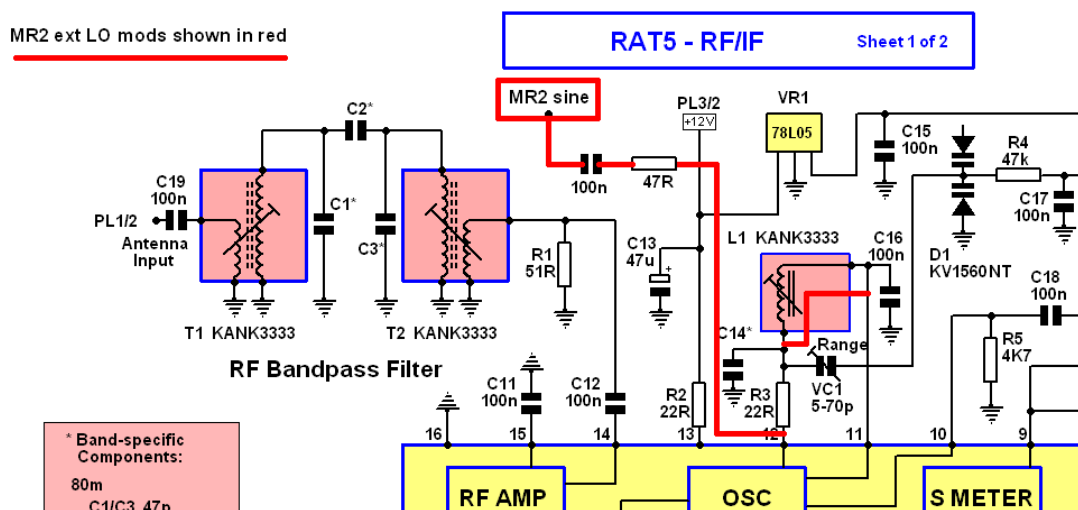 MR2 ext LO mods shown in red
RAT5 - RF/IF
Sheet 1 of 2
MR2 sine
PL3/2
+12V
VR1
78L05
C2*
C19
100n
PL1/2
Antenna
Input
C1*
C3*
T1 KANK3333
T2 KANK3333
RF Bandpass Filter
100n
47R
R1
51R
C13
47u
+
L1 KANK3333
C15
100n
R4
47k
C17
100n
D1
KV1560NT
C16
100n
C18
100n
C14*
Range
VC1
5-70p
R5
4K7
C11
100n
C12
100n
R2
22R
R3
22R
16
15
14
13
12
11
10
9
RF AMP
OSC
S METER
* Band-specific
Components:
80m
C1/C3 47p